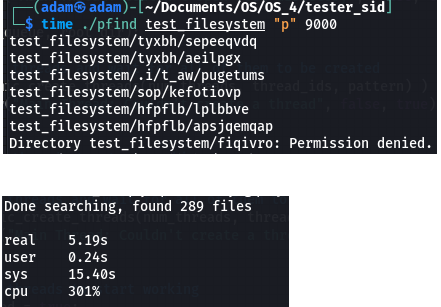 ┌──(adam㉿adam)-[~/Documents/OS/OS_4/tester_sid]
└─$ time ./pfind test_filesystem "p" 9000
test_filesystem/tyxbh/sepeeqvdq
test_filesystem/tyxbh/aeilpgx
test_filesystem/.i/t_aw/pugetums
test_filesystem/sop/kefotiovp
test_filesystem/hfpflb/lplbbve
test_filesystem/hfpflb/apsjqemqap
Directory test_filesystem/fiqivro: Permission denied.
Done searching, found 289 files
real 5.19s
user 0.24s
sys 15.40s
cpu 301%